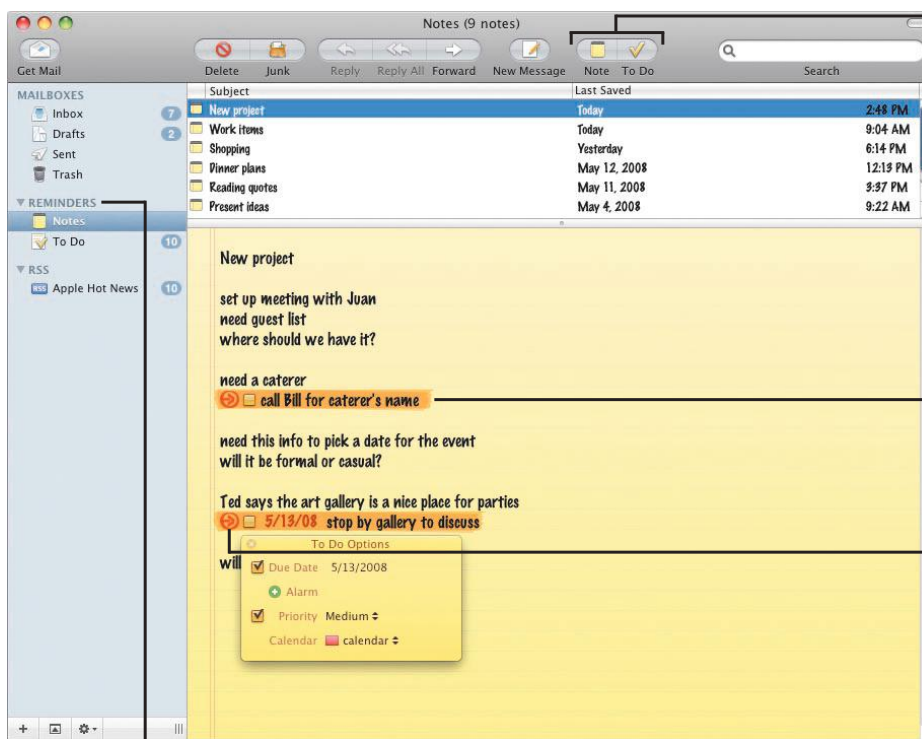 Notes (9 notes)
Get Mail Delete Junk Reply Reply All Forward New Message Note To Do Search
MAILBOXES
Inbox 7
Drafts 2
Sent
Trash
REMINDERS
Notes
To Do 10
RSS
RSS Apple Hot News 10
Subject Last Saved
New project Today 2:48 PM
Work items Today 9:04 AM
Shopping Yesterday 6:14 PM
Dinner plans May 12, 2008 12:13 PM
Reading quotes May 11, 2008 3:37 PM
Present ideas May 4, 2008 9:22 AM
New project
set up meeting with Juan
need guest list
where should we have it?
need a caterer
call Bill for caterer's name
need this info to pick a date for the event
will it be formal or casual?
Ted says the art gallery is a nice place for parties
5/13/08 stop by gallery to discuss
will
To Do Options
Due Date 5/13/2008
Alarm
Priority Medium
Calendar calendar